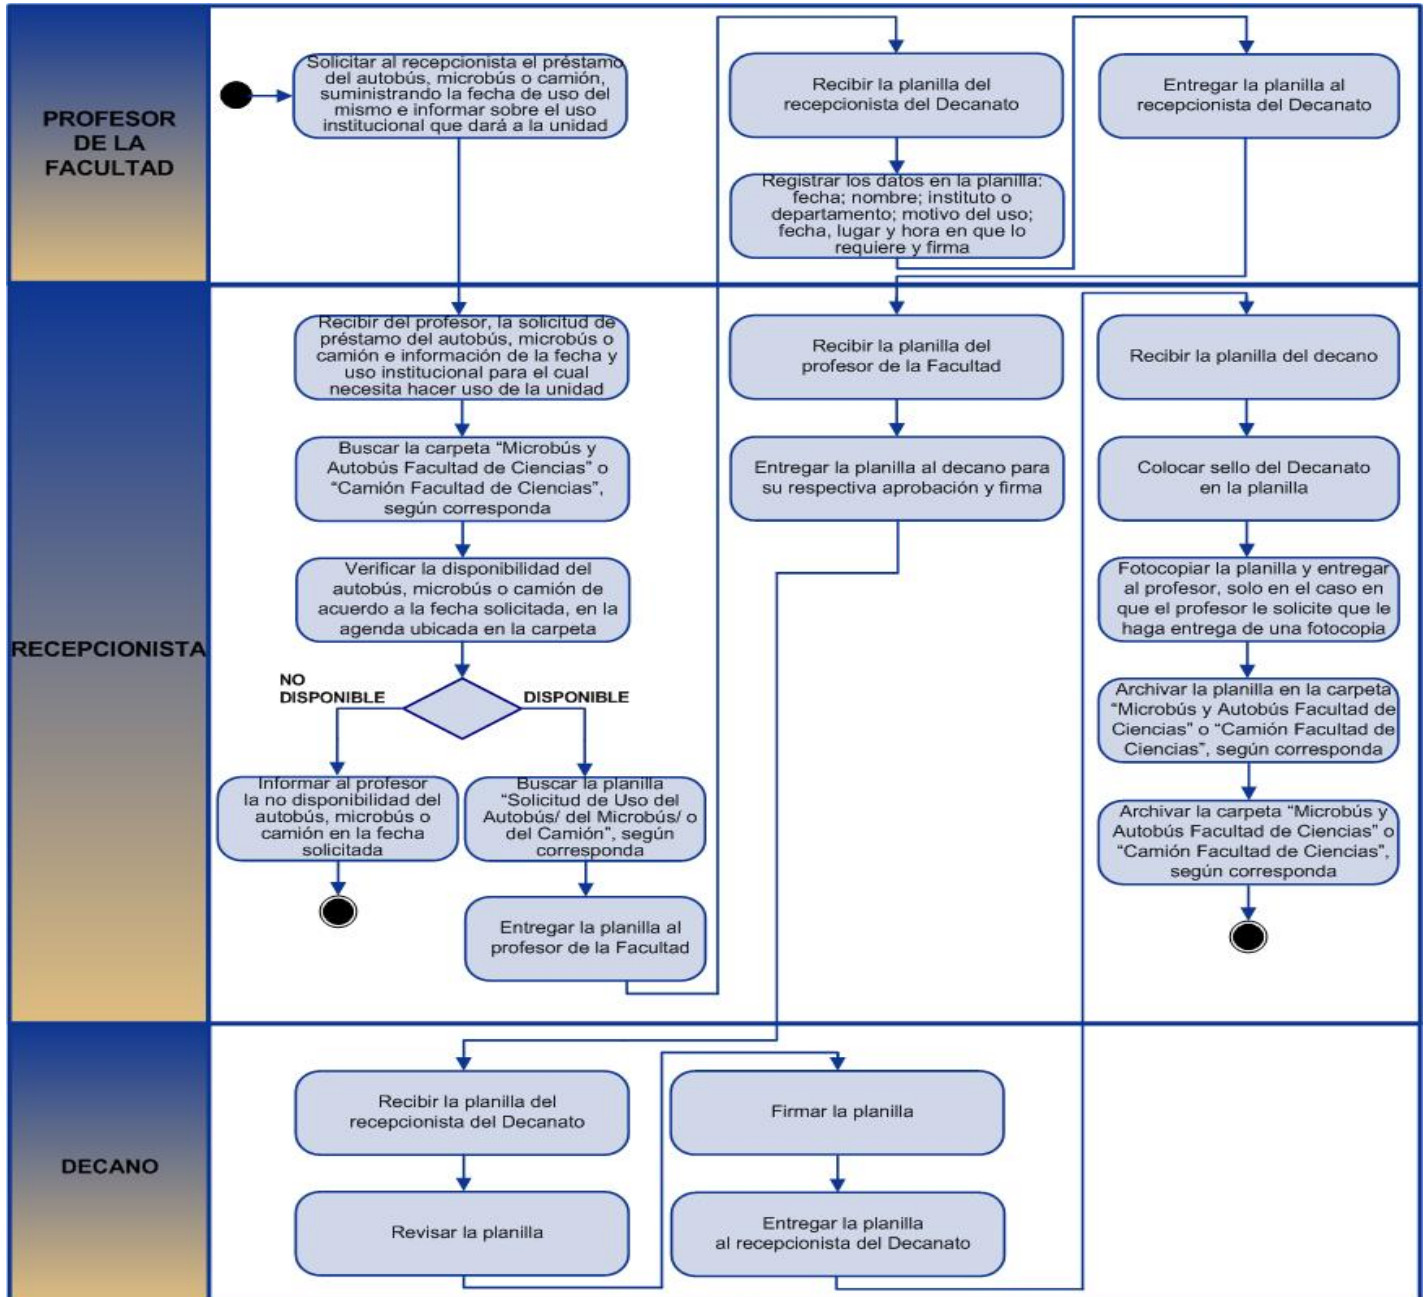 PROFESOR
DE LA
FACULTAD
Solicitar al recepcionista el préstamo
del autobús, microbús o camión,
suministrando la fecha de uso del
mismo e informar sobre el uso
institucional que dará a la unidad
Recibir la planilla del
recepcionista del Decanato
Registrar los datos en la planilla:
fecha; nombre; instituto o
departamento; motivo del uso;
fecha, lugar y hora en que lo
requiere y firma
Entregar la planilla al
recepcionista del Decanato
RECEPCIONISTA
Recibir del profesor, la solicitud de
préstamo del autobús, microbús o
camión e información de la fecha y
uso institucional para el cual
necesita hacer uso de la unidad
Buscar la carpeta “Microbús y
Autobús Facultad de Ciencias” o
“Camión Facultad de Ciencias”,
según corresponda
Verificar la disponibilidad del
autobús, microbús o camión de
acuerdo a la fecha solicitada, en la
agenda ubicada en la carpeta
NO
DISPONIBLE
DISPONIBLE
Informar al profesor
la no disponibilidad del
autobús, microbús o
camión en la fecha
solicitada
Buscar la planilla
“Solicitud de Uso del
Autobús/ del Microbús/ o
del Camión”, según
corresponda
Entregar la planilla al
profesor de la Facultad
Recibir la planilla del
profesor de la Facultad
Entregar la planilla al decano para
su respectiva aprobación y firma
Recibir la planilla del decano
Colocar sello del Decanato
en la planilla
Fotocopiar la planilla y entregar
al profesor, solo en el caso en
que el profesor le solicite que le
haga entrega de una fotocopia
Archivar la planilla en la carpeta
“Microbús y Autobús Facultad de
Ciencias” o “Camión Facultad de
Ciencias”, según corresponda
Archivar la carpeta “Microbús y
Autobús Facultad de Ciencias” o
“Camión Facultad de Ciencias”,
según corresponda
DECANO
Recibir la planilla del
recepcionista del Decanato
Revisar la planilla
Firmar la planilla
Entregar la planilla
al recepcionista del Decanato